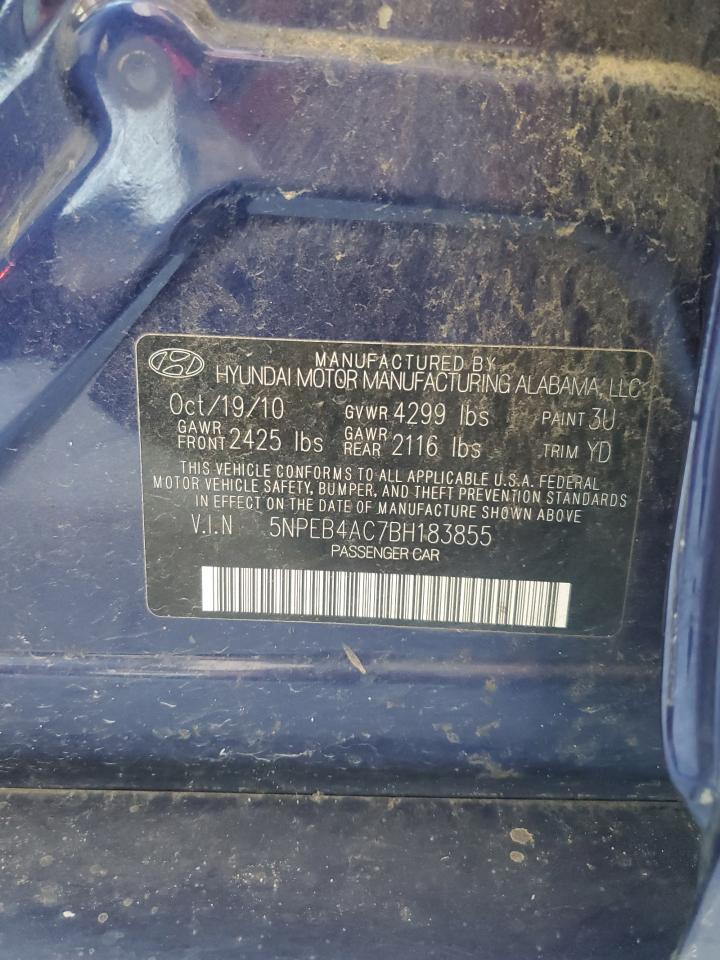 MANUFACTURED BY
HYUNDAI MOTOR MANUFACTURING ALABAMA, LLC
Oct/19/10 GVWR 4299 lbs PAINT 3U
GAWR FRONT 2425 lbs GAWR REAR 2116 lbs TRIM YD
THIS VEHICLE CONFORMS TO ALL APPLICABLE U.S.A. FEDERAL
MOTOR VEHICLE SAFETY, BUMPER, AND THEFT PREVENTION STANDARDS
IN EFFECT ON THE DATE OF MANUFACTURE SHOWN ABOVE
V.I.N 5NPEB4AC7BH183855
PASSENGER CAR